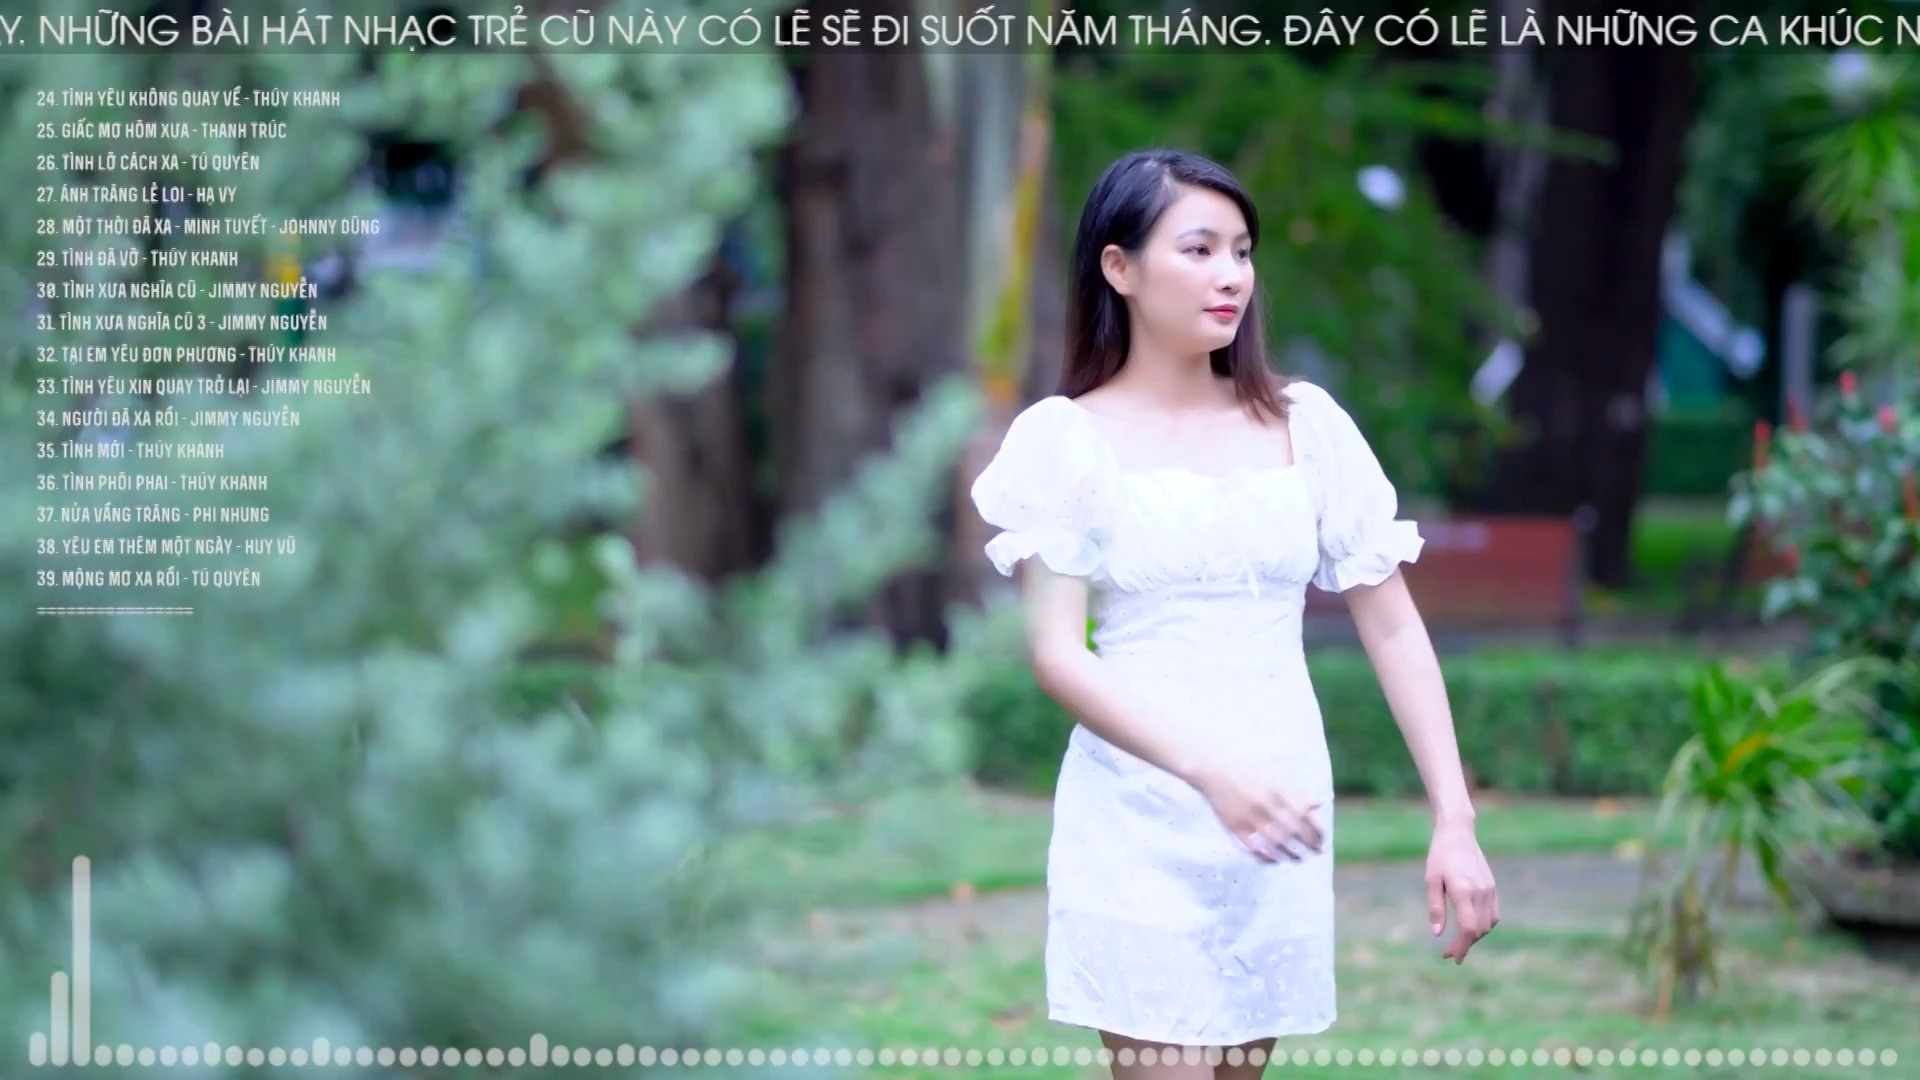 Y. NHỮNG BÀI HÁT NHẠC TRẺ CŨ NÀY CÓ LẼ SẼ ĐI SUỐT NĂM THÁNG. ĐÂY CÓ LẼ LÀ NHỮNG CA KHÚC N
24. TÌNH YÊU KHÔNG QUAY VỀ - THÚY KHANH
25. GIẤC MƠ HÔM XƯA - THANH TRÚC
26. TÌNH LỠ CÁCH XA - TÚ QUYÊN
27. ÁNH TRĂNG LẺ LOI - HẠ VY
28. MỘT THỜI ĐÃ XA - MINH TUYẾT - JOHNNY DŨNG
29. TÌNH ĐÃ VỠ - THÚY KHANH
30. TÌNH XƯA NGHĨA CŨ - JIMMY NGUYỄN
31. TÌNH XƯA NGHĨA CŨ 3 - JIMMY NGUYỄN
32. TẠI EM YÊU ĐƠN PHƯƠNG - THÚY KHANH
33. TÌNH YÊU XIN QUAY TRỞ LẠI - JIMMY NGUYỄN
34. NGƯỜI ĐÃ XA RỒI - JIMMY NGUYỄN
35. TÌNH MỚI - THÚY KHANH
36. TÌNH PHÔI PHAI - THÚY KHANH
37. NỬA VẦNG TRĂNG - PHI NHUNG
38. YÊU EM THÊM MỘT NGÀY - HUY VŨ
39. MỘNG MƠ XA RỒI - TÚ QUYÊN
================